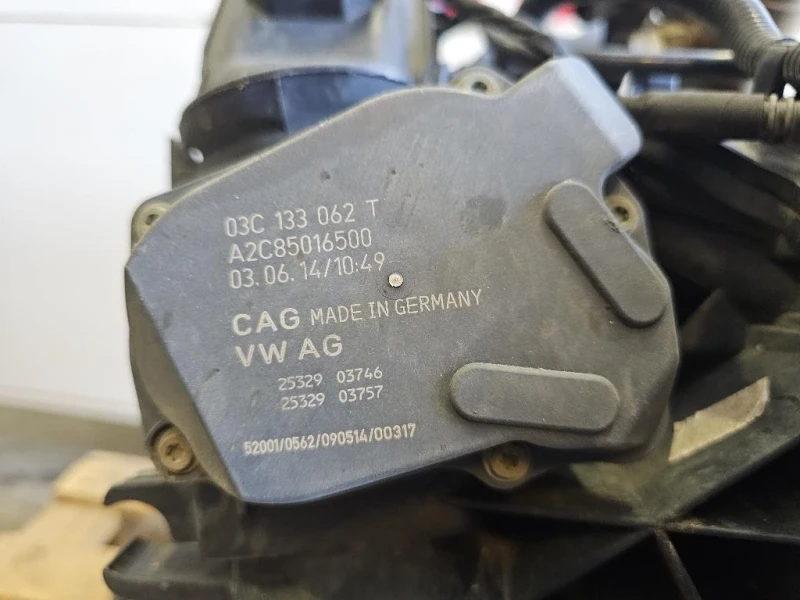 03C 133 062 T
A2C85016500
03.06.14/10:49
CAG MADE IN GERMANY
VW AG
25329 03746
25329 03757
52001/0562/090514/00317